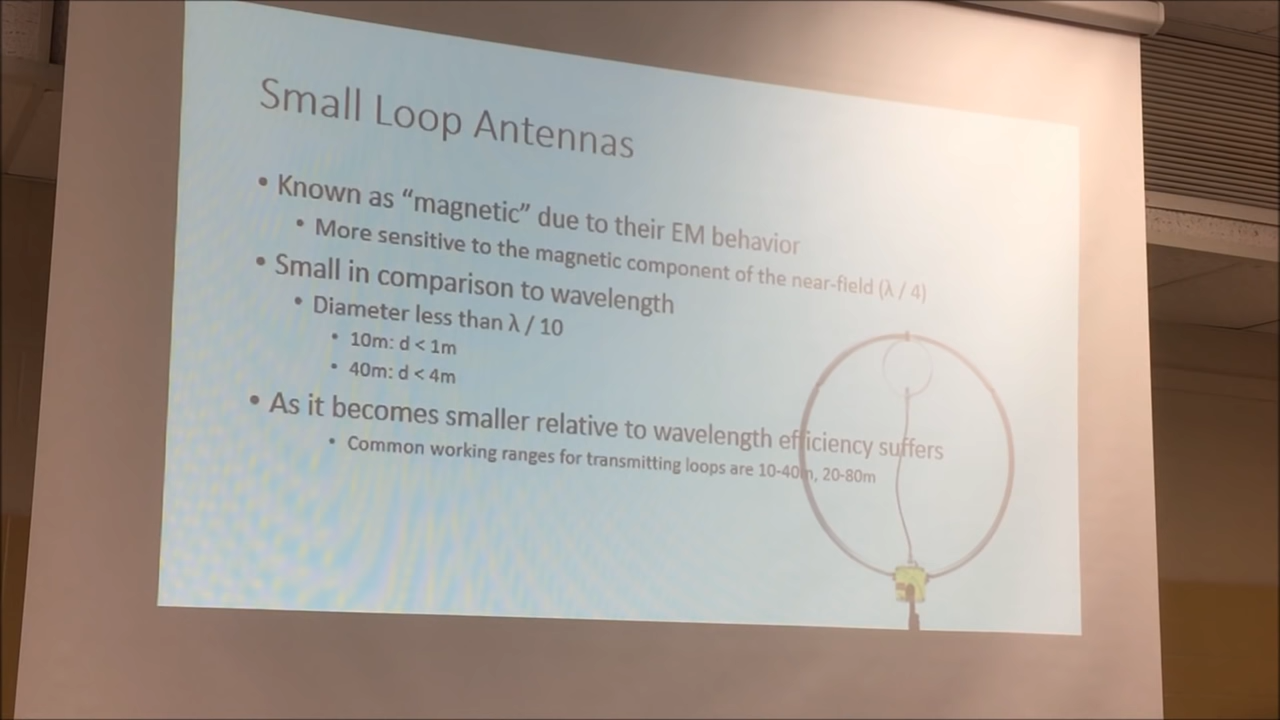 Small Loop Antennas
• Known as “magnetic” due to their EM behavior
• More sensitive to the magnetic component of the near-field (λ / 4)
• Small in comparison to wavelength
• Diameter less than λ / 10
• 10m: d < 1m
• 40m: d < 4m
• As it becomes smaller relative to wavelength efficiency suffers
• Common working ranges for transmitting loops are 10-40m, 20-80m